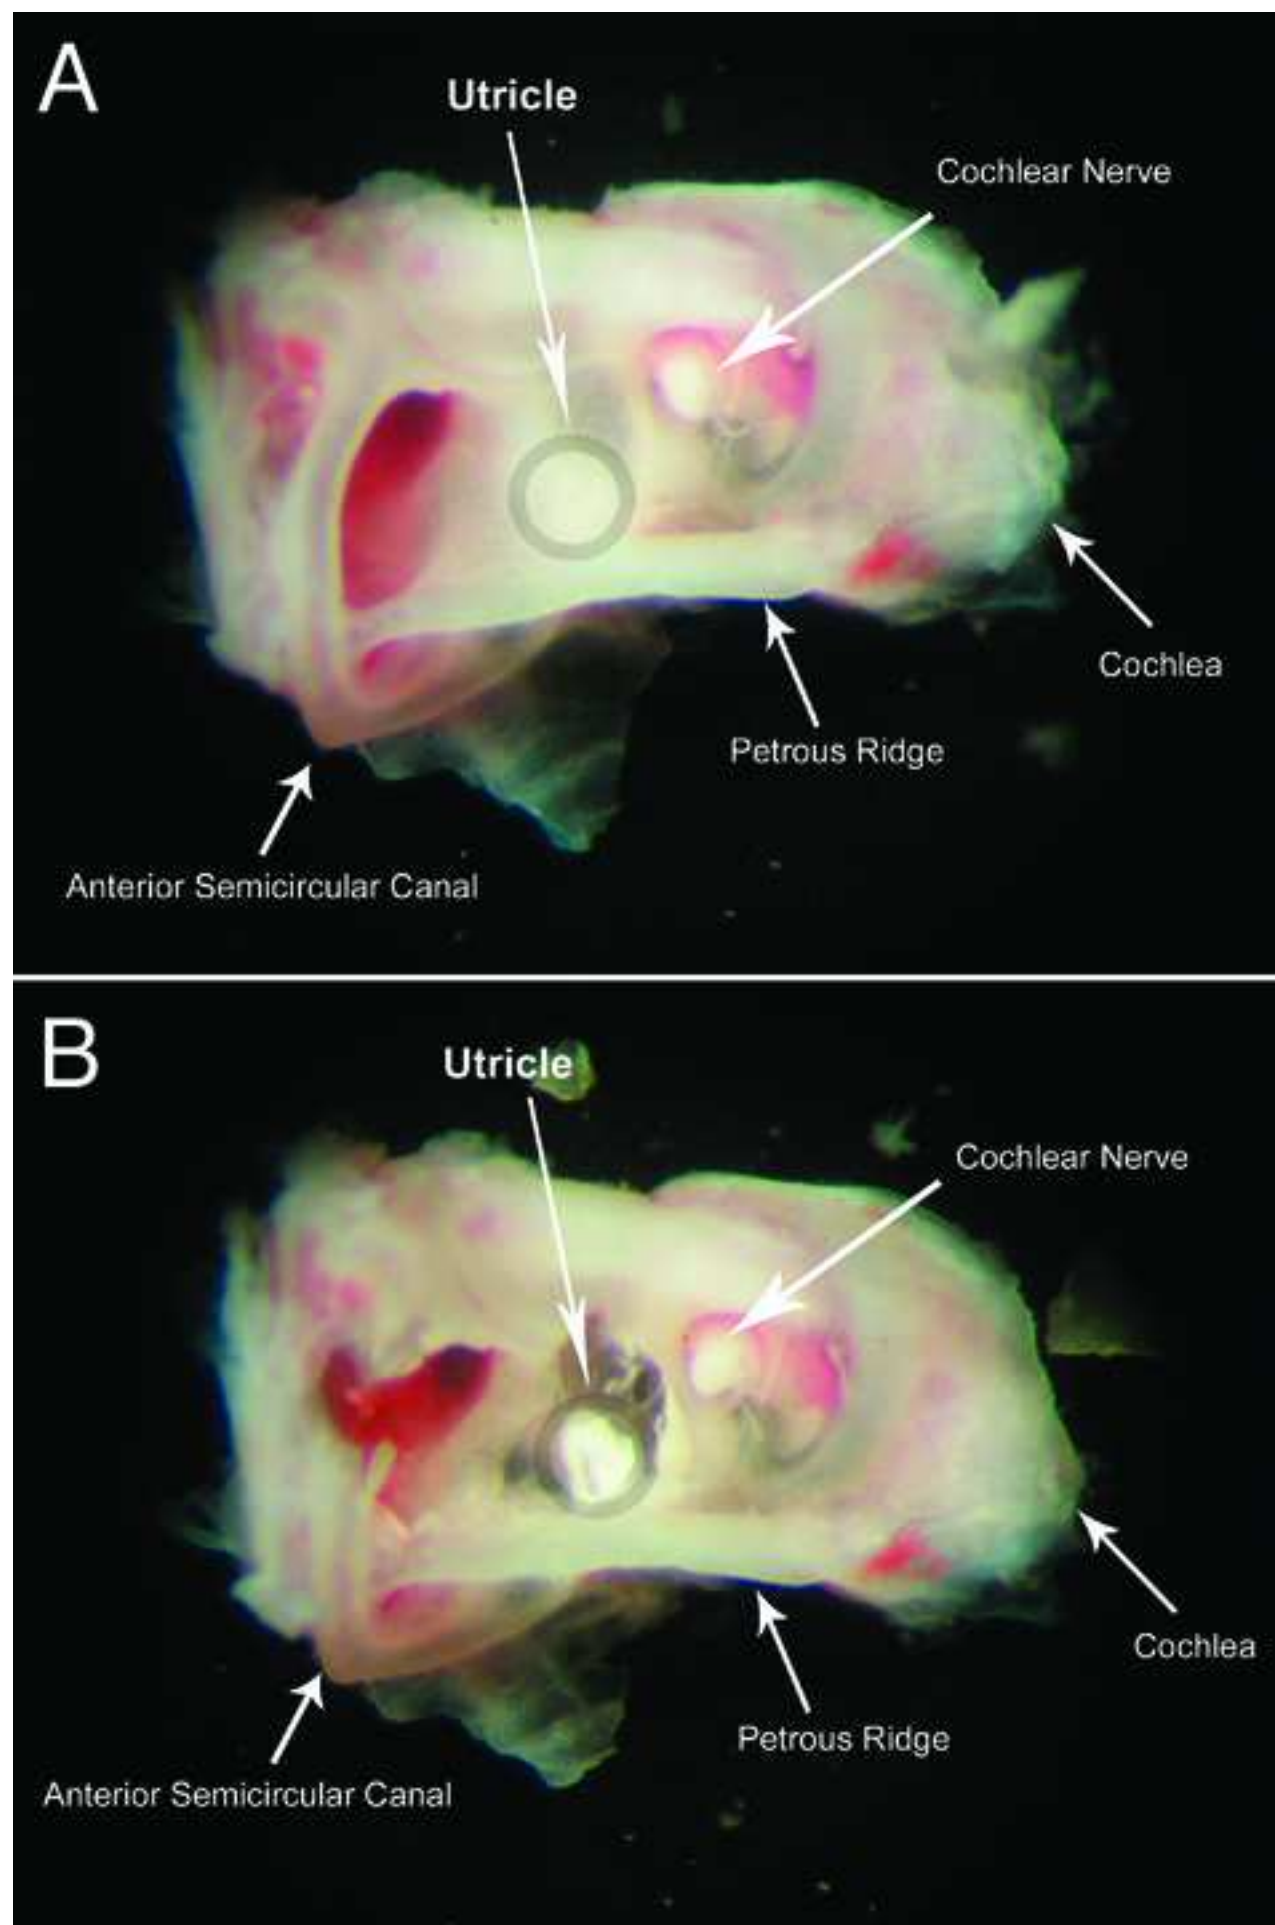 A
Utricle
Cochlear Nerve
Cochlea
Petrous Ridge
Anterior Semicircular Canal
B
Utricle
Cochlear Nerve
Cochlea
Petrous Ridge
Anterior Semicircular Canal